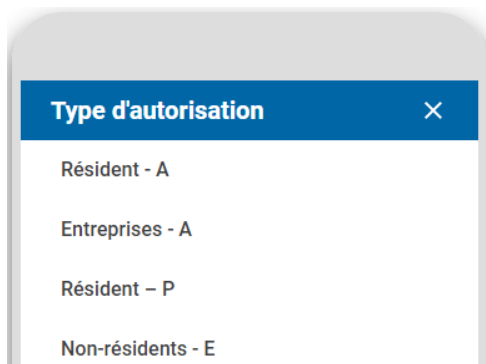 Type d'autorisation
Résident - A
Entreprises - A
Résident – P
Non-résidents - E